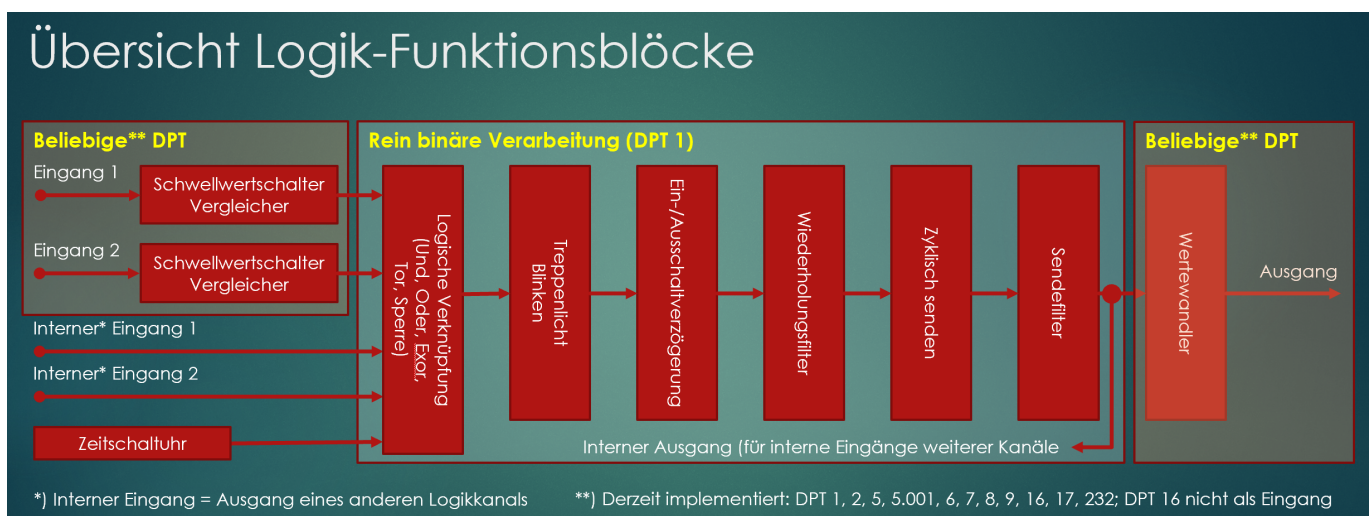 Übersicht Logik-Funktionsblöcke
Beliebige** DPT
Eingang 1
Schwellwertschalter
Vergleicher
Eingang 2
Schwellwertschalter
Vergleicher
Interner* Eingang 1
Interner* Eingang 2
Zeitschaltuhr
Rein binäre Verarbeitung (DPT 1)
Logische Verknüpfung
(Und, Oder, Exor,
Tor, Sperre)
Treppenlicht
Blinken
Ein-/Ausschaltverzögerung
Wiederholungsfilter
Zyklisch senden
Sendefilter
Interner Ausgang (für interne Eingänge weiterer Kanäle
Beliebige** DPT
Wertewandler
Ausgang
*) Interner Eingang = Ausgang eines anderen Logikkanals
**) Derzeit implementiert: DPT 1, 2, 5, 5.001, 6, 7, 8, 9, 16, 17, 232; DPT 16 nicht als Eingang